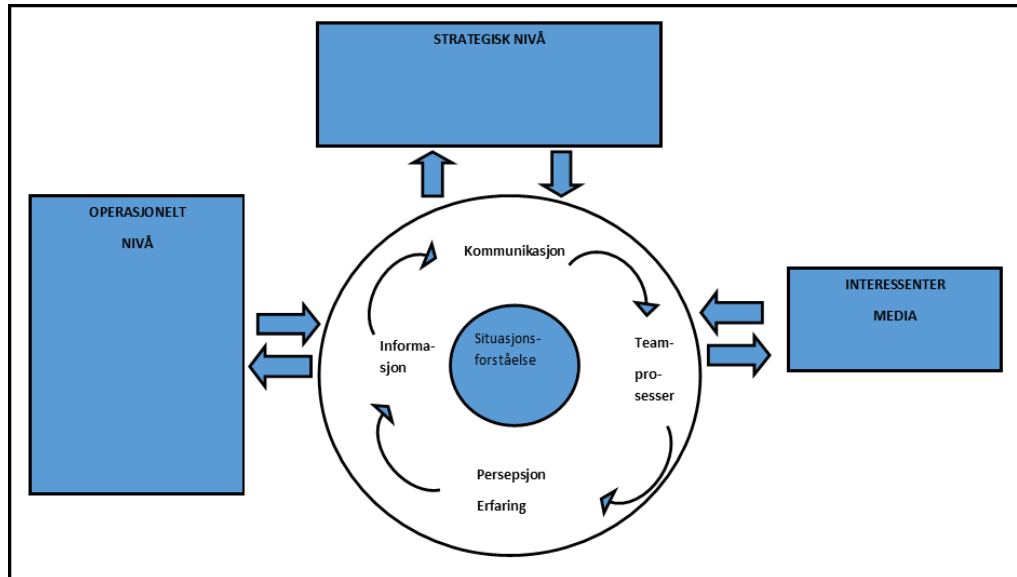 STRATEGISK NIVÅ
OPERASJONELT
NIVÅ
Kommunikasjon
INTERESSENTER
MEDIA
Informa-
sjon
Situasjons-
forståelse
Team-
pro-
sesser
Persepsjon
Erfaring